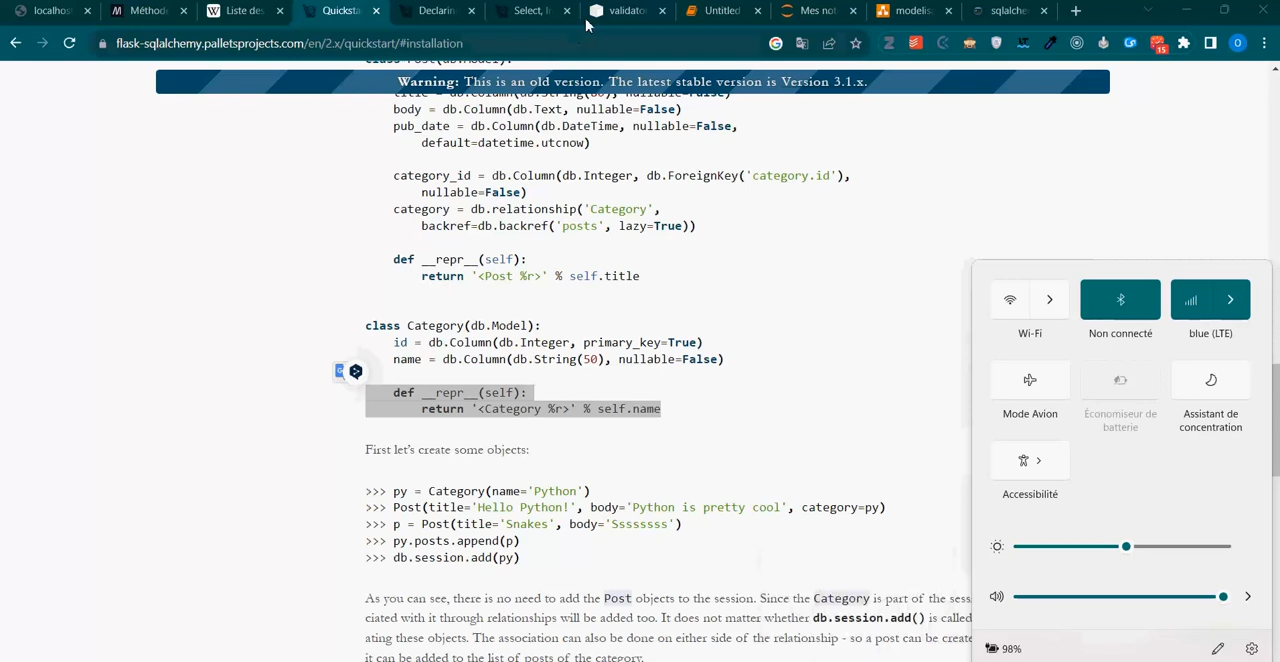 localhos
Méthode
Liste des
Quicksta
Declarin
Select, I
validato
Untitled
Mes not
modelis
sqlalche
flask-sqlalchemy.palletsprojects.com/en/2.x/quickstart/#installation
15
O
Warning: This is an old version. The latest stable version is Version 3.1.x.
body = db.Column(db.Text, nullable=False)
pub_date = db.Column(db.DateTime, nullable=False,
default=datetime.utcnow)
category_id = db.Column(db.Integer, db.ForeignKey('category.id'),
nullable=False)
category = db.relationship('Category',
backref=db.backref('posts', lazy=True))
def __repr__(self):
return '<Post %r>' % self.title
class Category(db.Model):
id = db.Column(db.Integer, primary_key=True)
name = db.Column(db.String(50), nullable=False)
def __repr__(self):
return '<Category %r>' % self.name
First let’s create some objects:
>>> py = Category(name='Python')
>>> Post(title='Hello Python!', body='Python is pretty cool', category=py)
>>> p = Post(title='Snakes', body='Ssssssss')
>>> py.posts.append(p)
>>> db.session.add(py)
As you can see, there is no need to add the Post objects to the session. Since the Category is part of the sess
ciated with it through relationships will be added too. It does not matter whether db.session.add() is called
ating these objects. The association can also be done on either side of the relationship - so a post can be create
it can be added to the list of posts of the category.
Wi-Fi
Non connecté
blue (LTE)
Mode Avion
Économiseur de
batterie
Assistant de
concentration
Accessibilité
98%